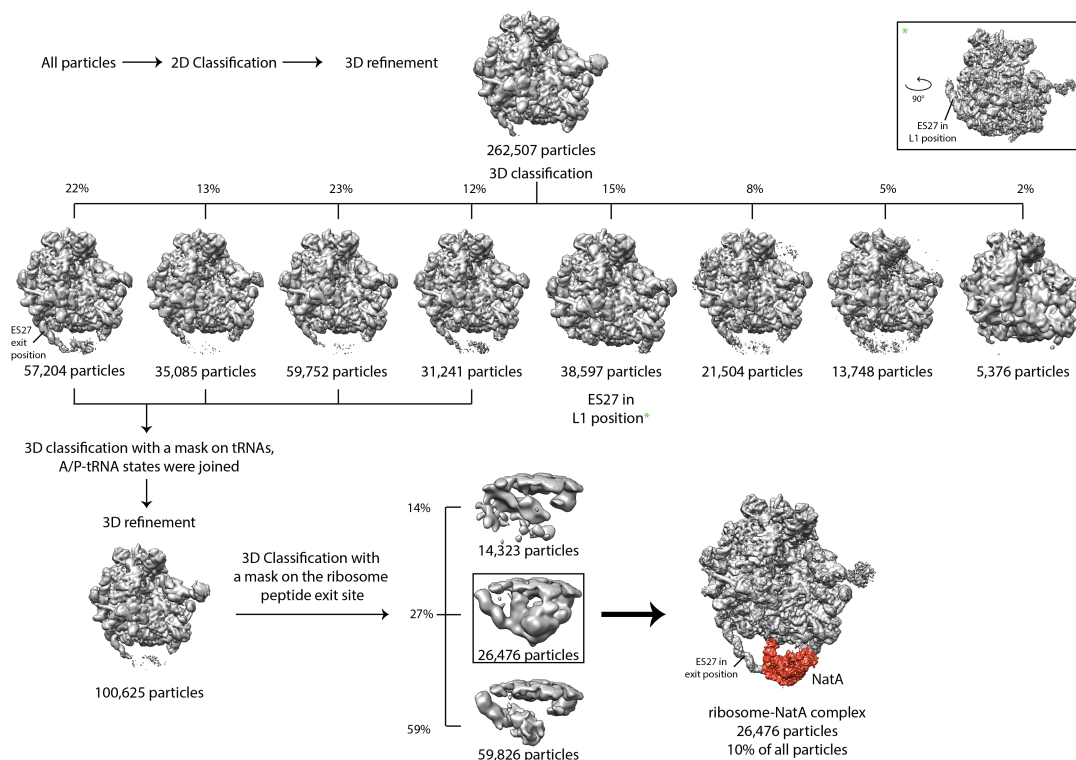 All particles
2D Classification
3D refinement
262,507 particles
3D classification
*
90°
ES27 in
L1 position
22%
13%
23%
12%
15%
8%
5%
2%
ES27
exit
position
57,204 particles
35,085 particles
59,752 particles
31,241 particles
38,597 particles
21,504 particles
13,748 particles
5,376 particles
ES27 in
L1 position*
3D classification with a mask on tRNAs,
A/P-tRNA states were joined
3D refinement
100,625 particles
3D Classification with
a mask on the ribosome
peptide exit site
14%
14,323 particles
27%
26,476 particles
59%
59,826 particles
ES27 in
exit position
NatA
ribosome-NatA complex
26,476 particles
10% of all particles